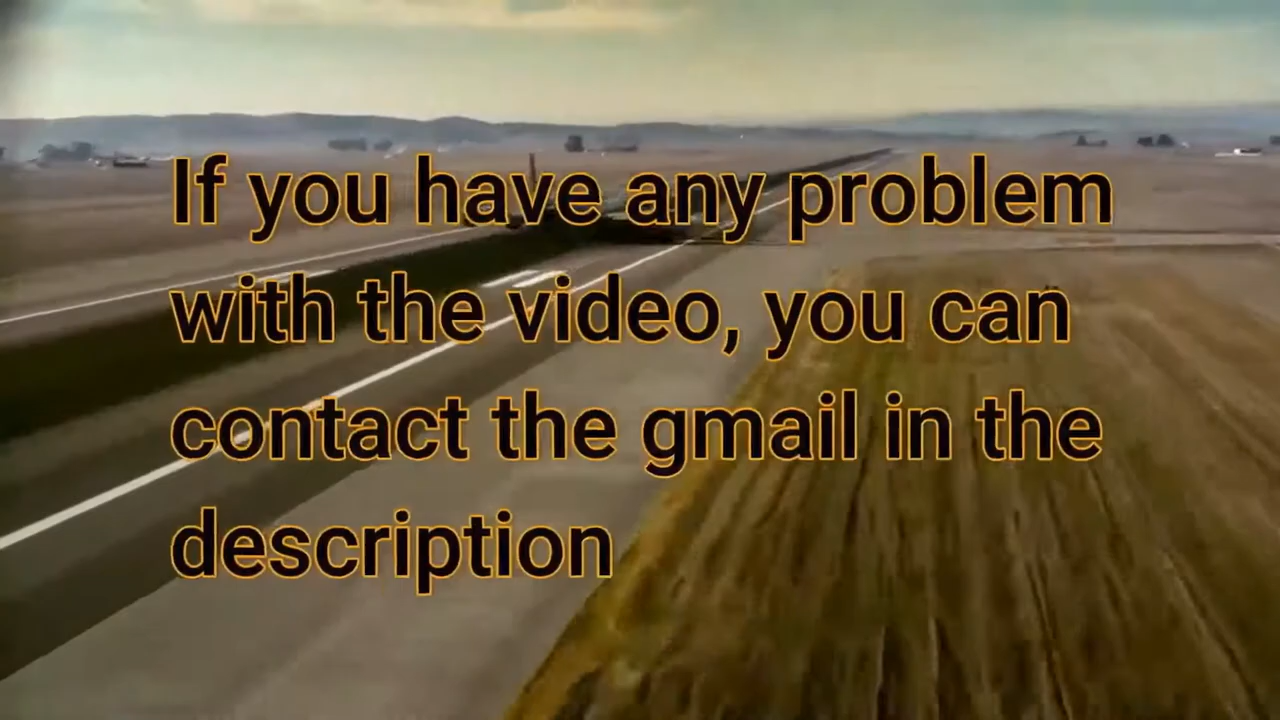 If you have any problem
with the video, you can
contact the gmail in the
description